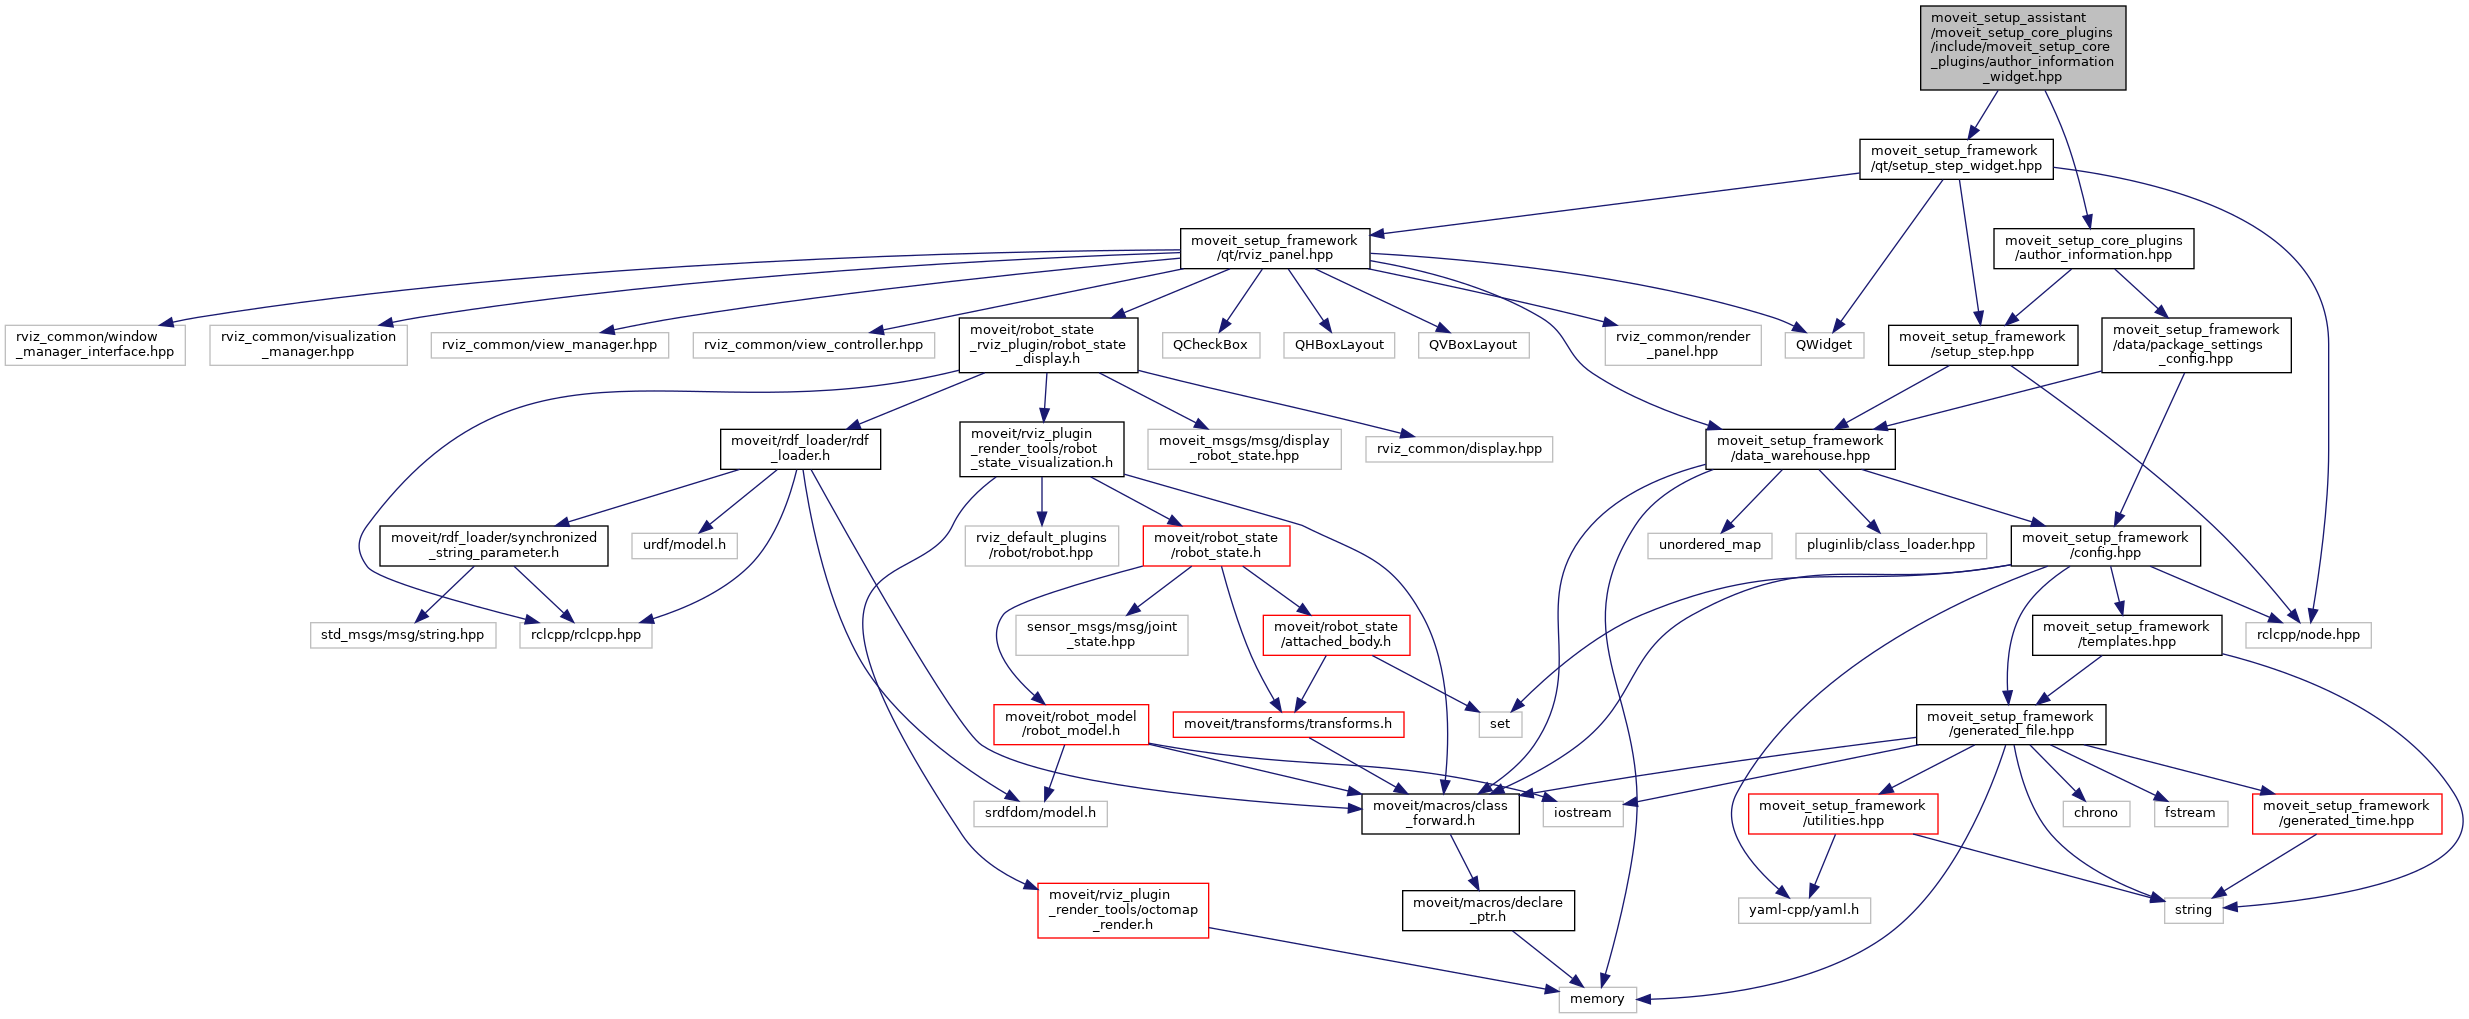 moveit_setup_assistant
/moveit_setup_core_plugins
/include/moveit_setup_core
_plugins/author_information
_widget.hpp
moveit_setup_framework
/qt/setup_step_widget.hpp
moveit_setup_framework
/qt/rviz_panel.hpp
moveit_setup_core_plugins
/author_information.hpp
rviz_common/window
_manager_interface.hpp
rviz_common/visualization
_manager.hpp
rviz_common/view_manager.hpp
rviz_common/view_controller.hpp
moveit/robot_state
_rviz_plugin/robot_state
_display.h
QCheckBox
QHBoxLayout
QVBoxLayout
rviz_common/render
_panel.hpp
QWidget
moveit_setup_framework
/setup_step.hpp
moveit_setup_framework
/data/package_settings
_config.hpp
moveit/rdf_loader/rdf
_loader.h
moveit/rviz_plugin
_render_tools/robot
_state_visualization.h
moveit_msgs/msg/display
_robot_state.hpp
rviz_common/display.hpp
moveit_setup_framework
/data_warehouse.hpp
moveit/rdf_loader/synchronized
_string_parameter.h
urdf/model.h
rviz_default_plugins
/robot/robot.hpp
moveit/robot_state
/robot_state.h
unordered_map
pluginlib/class_loader.hpp
moveit_setup_framework
/config.hpp
std_msgs/msg/string.hpp
rclcpp/rclcpp.hpp
sensor_msgs/msg/joint
_state.hpp
moveit/robot_state
/attached_body.h
moveit_setup_framework
/templates.hpp
rclcpp/node.hpp
moveit/robot_model
/robot_model.h
moveit/transforms/transforms.h
set
moveit_setup_framework
/generated_file.hpp
srdfdom/model.h
moveit/macros/class
_forward.h
iostream
moveit_setup_framework
/utilities.hpp
chrono
fstream
moveit_setup_framework
/generated_time.hpp
moveit/rviz_plugin
_render_tools/octomap
_render.h
moveit/macros/declare
_ptr.h
yaml-cpp/yaml.h
string
memory